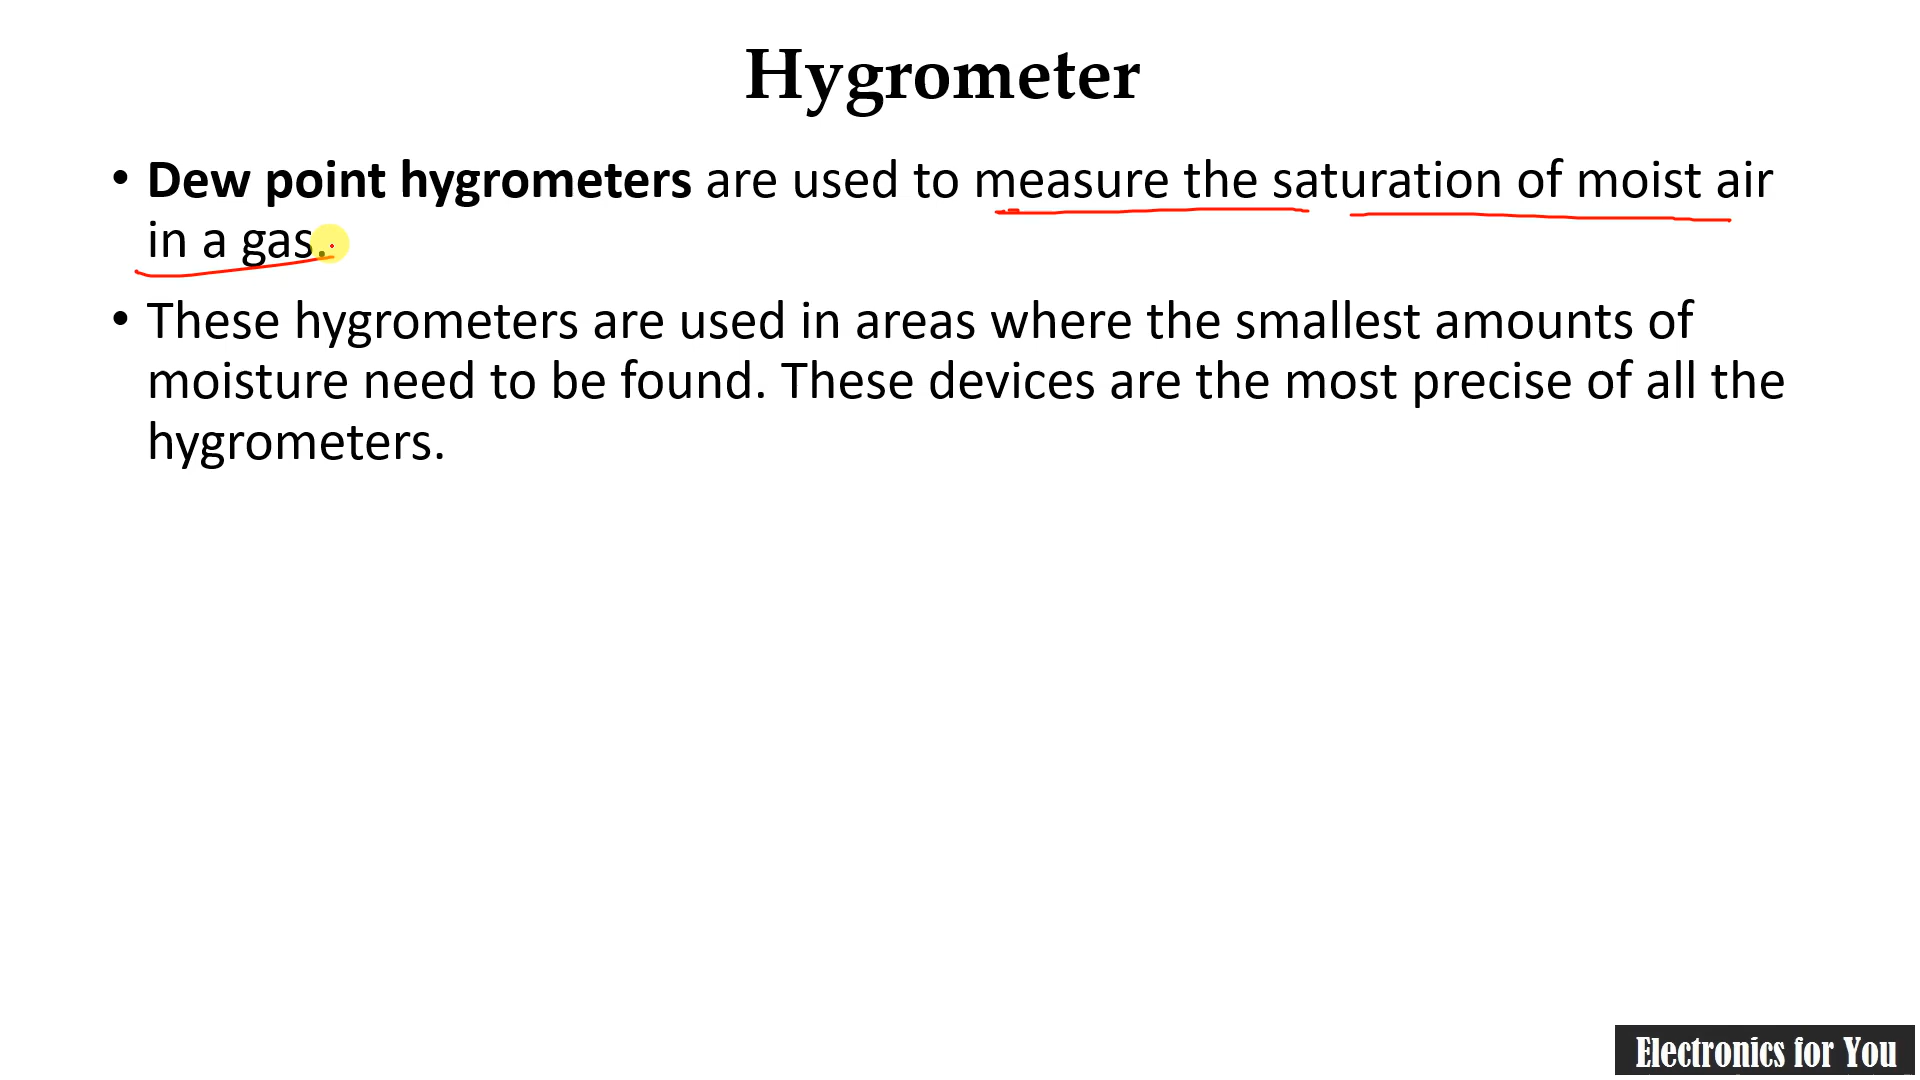 Hygrometer
• Dew point hygrometers are used to measure the saturation of moist air
in a gas.
• These hygrometers are used in areas where the smallest amounts of
moisture need to be found. These devices are the most precise of all the
hygrometers.
Electronics for You